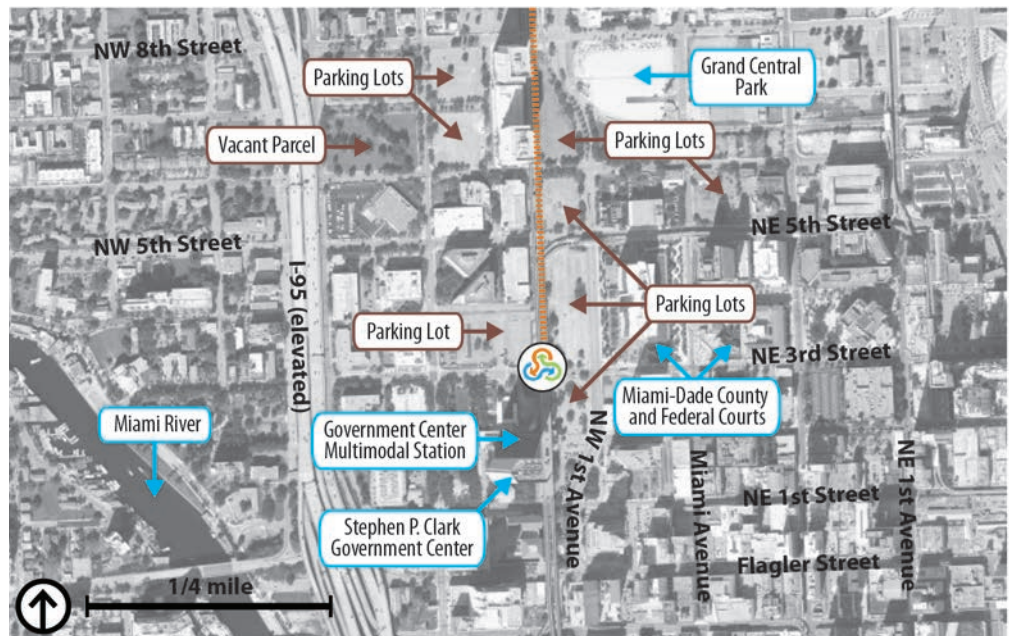 NW 8th Street
Parking Lots
Grand Central
Park
Vacant Parcel
Parking Lots
NW 5th Street
NE 5th Street
I-95 (elevated)
Parking Lots
Parking Lot
NE 3rd Street
Miami-Dade County
and Federal Courts
Miami River
Government Center
Multimodal Station
NW 1st Avenue
Miami Avenue
NE 1st Avenue
NE 1st Street
Stephen P. Clark
Government Center
Flagler Street
1/4 mile